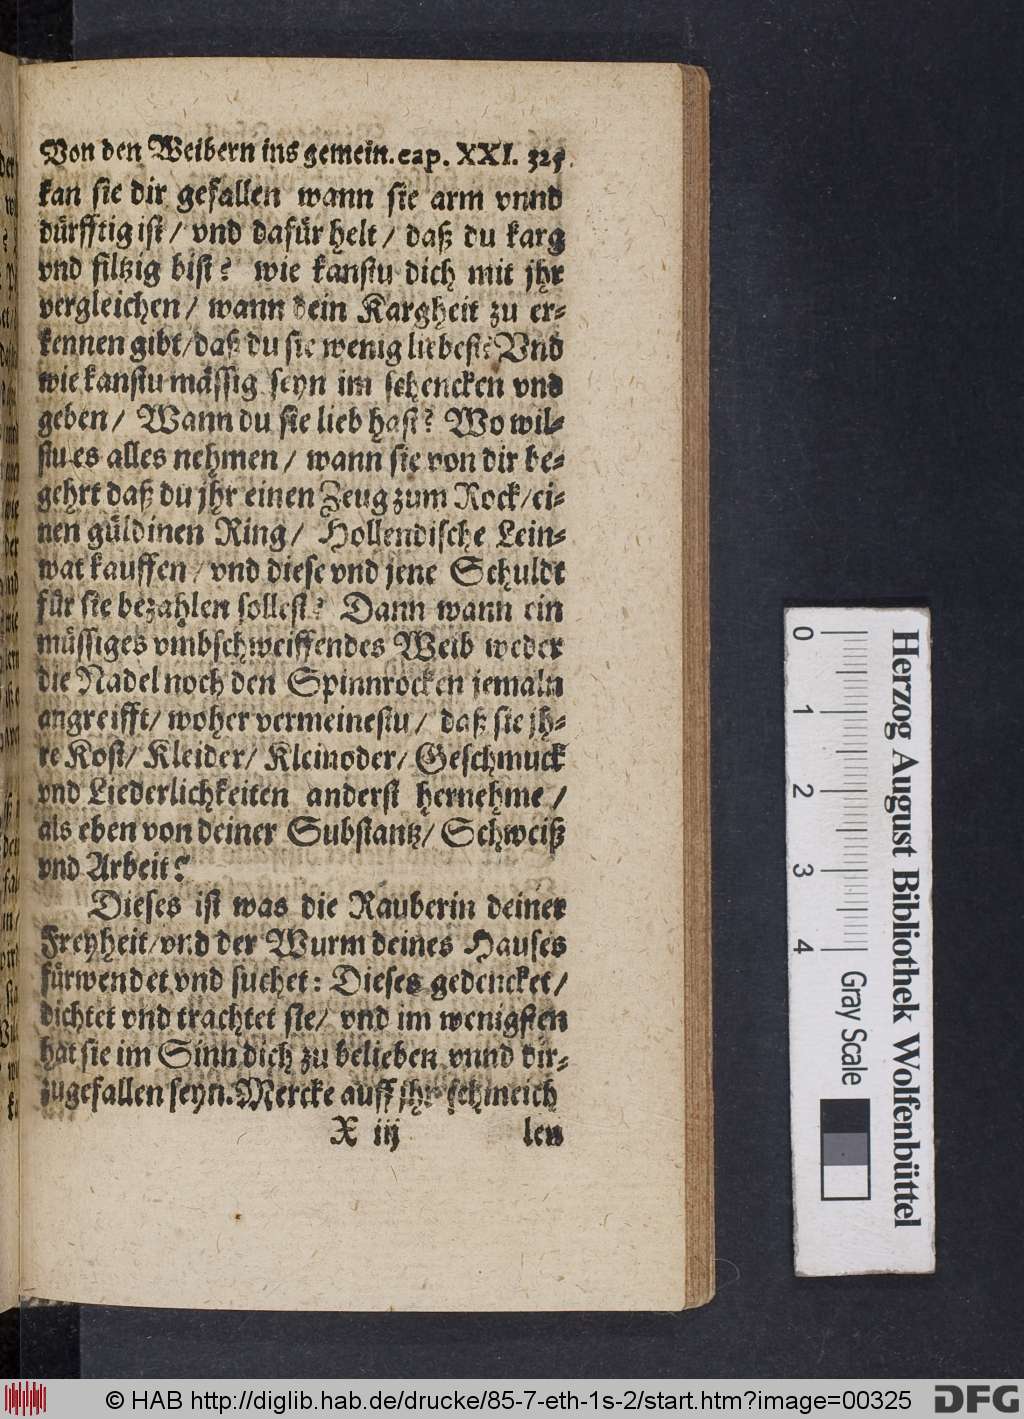 Von den Weibern ins gemein. cap. XXI. 325.
kan sie dir gefallen wann sie arm vnnd
dürfftig ist / vnd dafür helt / daß du karg
vnd filtzig bist? wie kanstu dich mit jhr
vergleichen / wann dein Kargheit zu er-
kennen gibt / daß du sie wenig liebest? Vnd
wie kanstu mässig seyn im schencken vnd
geben / Wann du sie lieb hast? Wo wil-
stu es alles nehmen / wann sie von dir be-
gehrt daß du jhr einen Zeug zum Rock / ei-
nen güldinen Ring / Hollendische Lein-
wat kauffen / vnd diese vnd jene Schuldt
für sie bezahlen sollest? Dann wann ein
müssiges vmbschweiffendes Weib weder
die Nadel noch den Spinnrocken jemaln
angreifft / woher vermeinestu / daß sie jh-
re Kost / Kleider / Kleinoder / Geschmuck
vnd Liederlichkeiten anderst hernehme /
als eben von deiner Substantz / Schweiß
vnd Arbeit?
Dieses ist was die Rauberin deiner
Freyheit / vnd der Wurm deines Hauses
fürwendet vnd suchet: Dieses gedencket /
dichtet vnd trachtet sie / vnd im wenigsten
hat sie im Sinn dich zu belieben vnnd dir-
zugefallen seyn. Mercke auff jhr schmeich
X iij len
Herzog August Bibliothek Wolfenbüttel
0 1 2 3 4
Gray Scale
© HAB http://diglib.hab.de/drucke/85-7-eth-1s-2/start.htm?image=00325
DFG